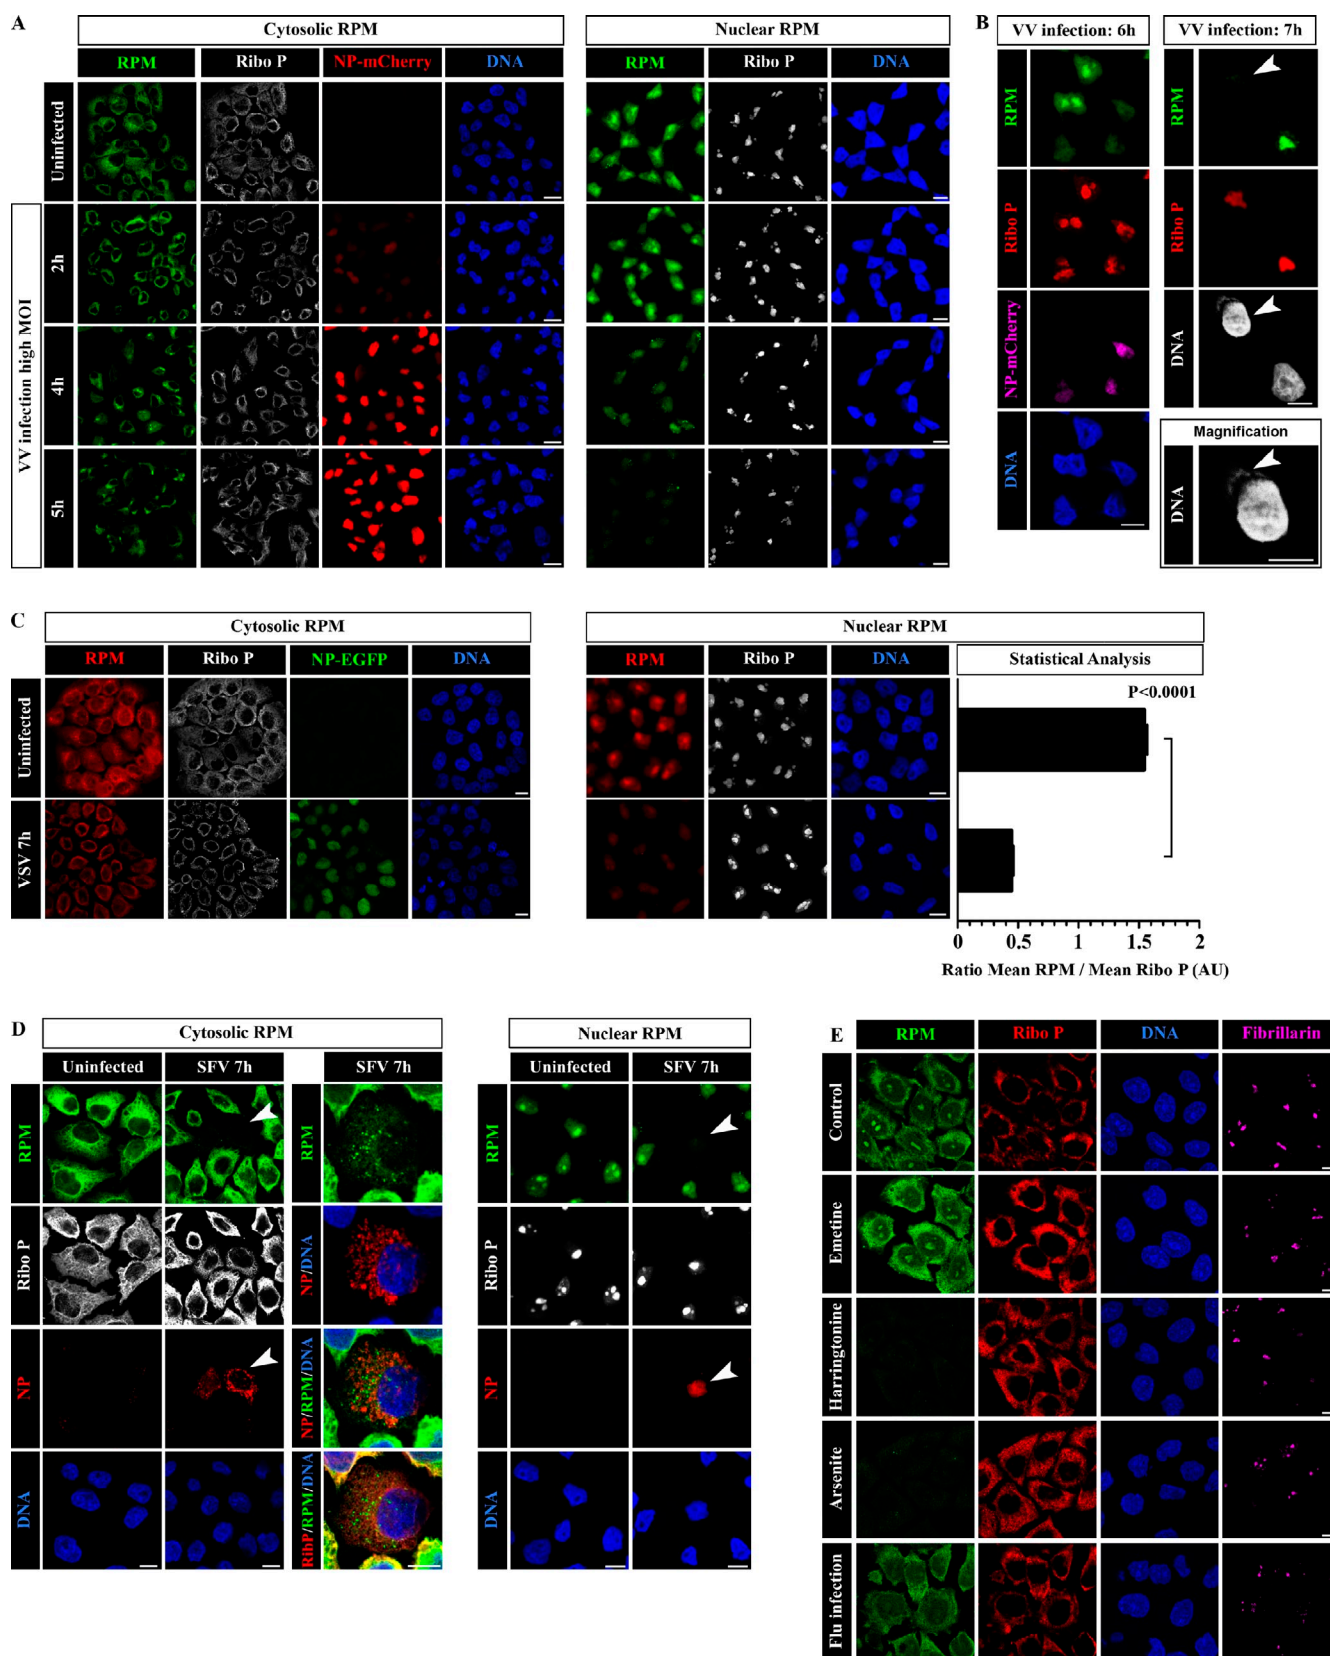 A
Cytosolic RPM
Nuclear RPM
RPM
Ribo P
NP-mCherry
DNA
RPM
Ribo P
DNA
Uninfected
VV infection high MOI
2h
4h
5h
B
VV infection: 6h
VV infection: 7h
RPM
Ribo P
NP-mCherry
DNA
RPM
Ribo P
DNA
Magnification
DNA
C
Cytosolic RPM
Nuclear RPM
RPM
Ribo P
NP-EGFP
DNA
RPM
Ribo P
DNA
Statistical Analysis
Uninfected
VSV 7h
P<0.0001
0 0.5 1 1.5 2
Ratio Mean RPM / Mean Ribo P (AU)
D
Cytosolic RPM
Nuclear RPM
Uninfected
SFV 7h
SFV 7h
Uninfected
SFV 7h
RPM
Ribo P
NP
DNA
RPM
NP/DNA
NP/RPM/DNA
RibP/RPM/DNA
RPM
Ribo P
NP
DNA
E
RPM
Ribo P
DNA
Fibrillarin
Control
Emetine
Harringtonine
Arsenite
Flu infection